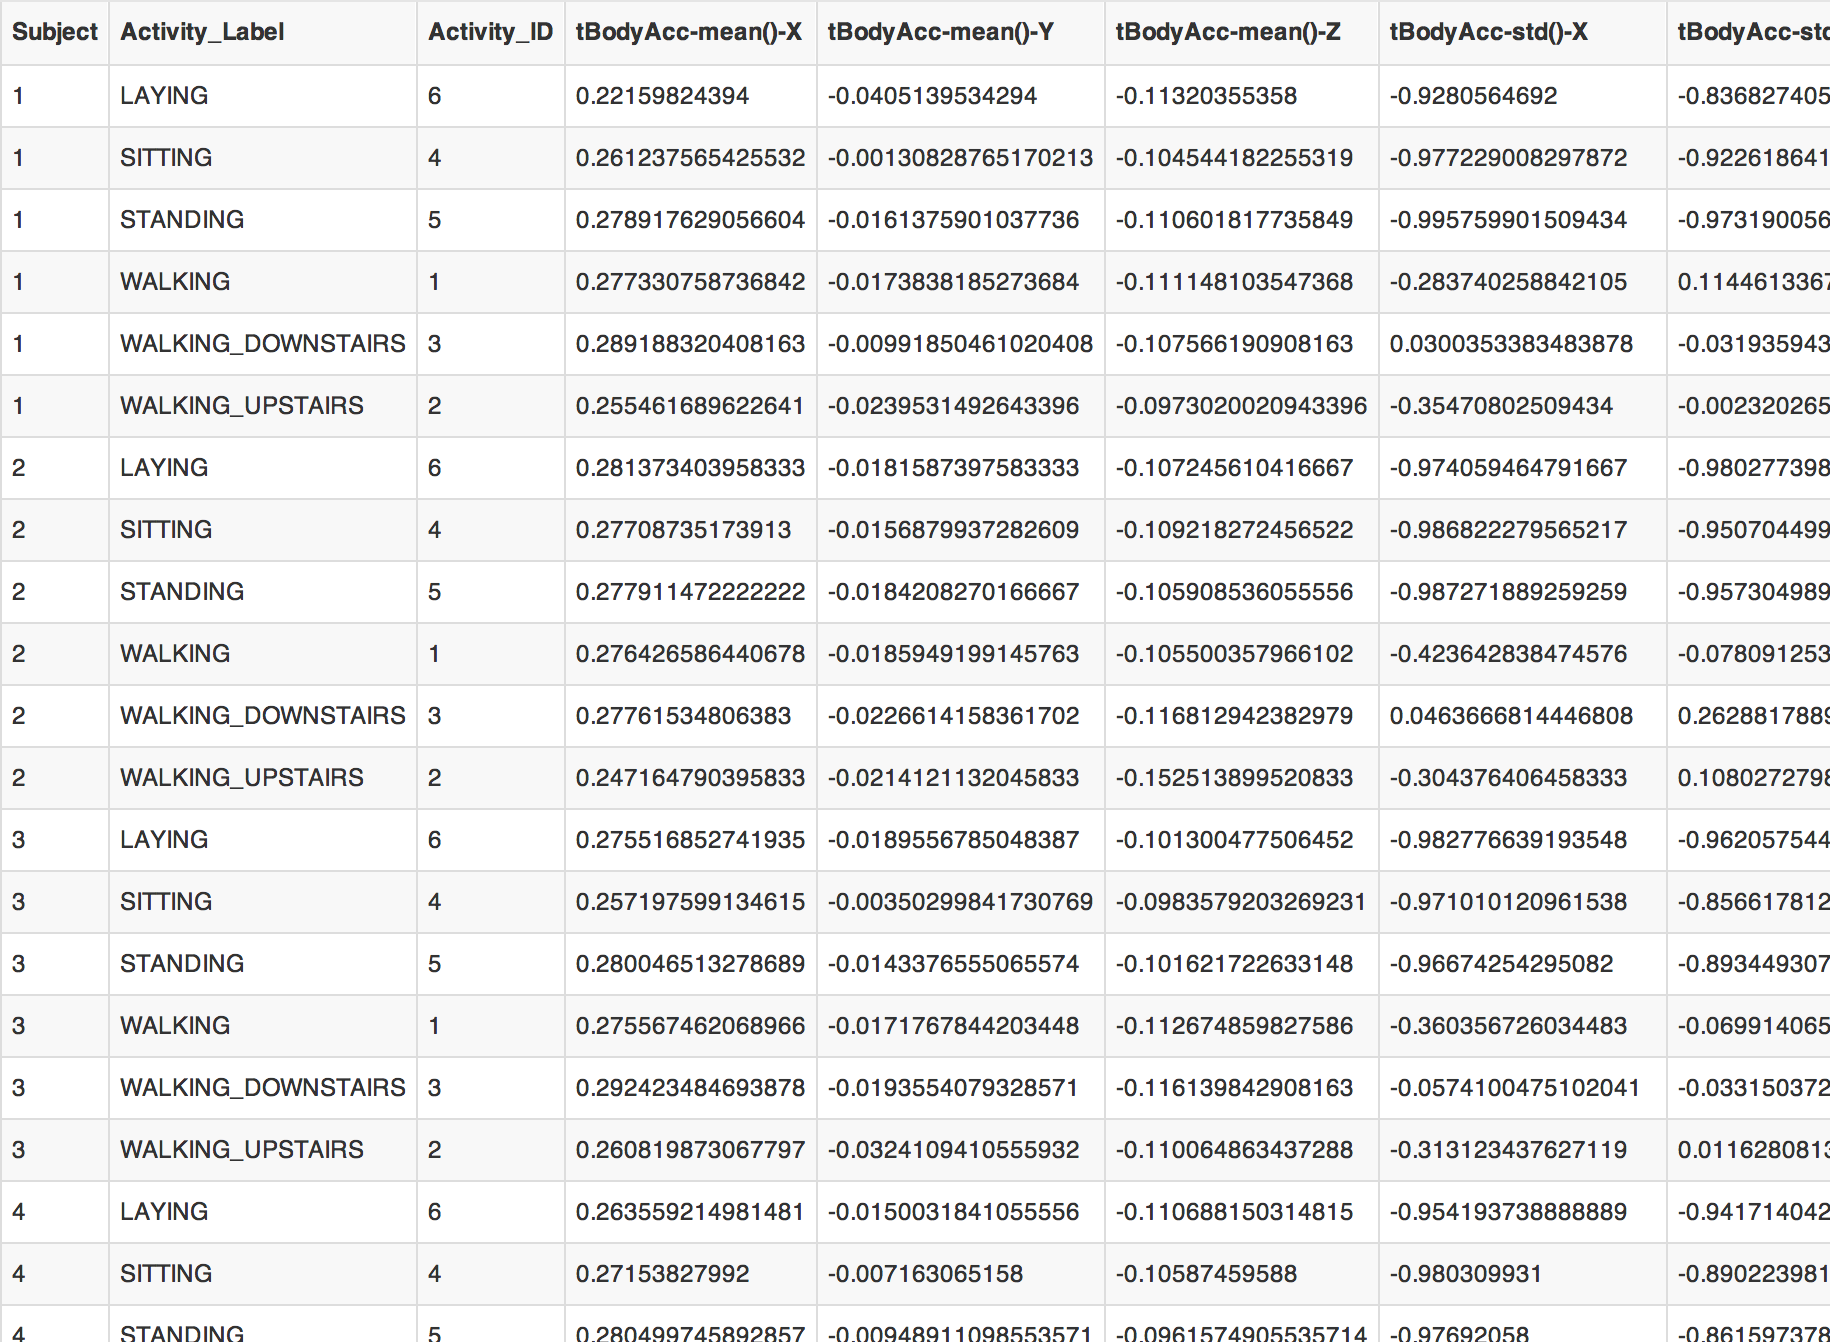 Subject Activity_Label Activity_ID tBodyAcc-mean()-X tBodyAcc-mean()-Y tBodyAcc-mean()-Z tBodyAcc-std()-X tBodyAcc-std
1 LAYING 6 0.22159824394 -0.0405139534294 -0.11320355358 -0.9280564692 -0.836827405
1 SITTING 4 0.261237565425532 -0.00130828765170213 -0.104544182255319 -0.977229008297872 -0.922618641
1 STANDING 5 0.278917629056604 -0.0161375901037736 -0.110601817735849 -0.995759901509434 -0.973190056
1 WALKING 1 0.277330758736842 -0.0173838185273684 -0.111148103547368 -0.283740258842105 0.1144613367
1 WALKING_DOWNSTAIRS 3 0.289188320408163 -0.00991850461020408 -0.107566190908163 0.0300353383483878 -0.031935943
1 WALKING_UPSTAIRS 2 0.255461689622641 -0.0239531492643396 -0.0973020020943396 -0.35470802509434 -0.002320265
2 LAYING 6 0.281373403958333 -0.0181587397583333 -0.107245610416667 -0.974059464791667 -0.980277398
2 SITTING 4 0.27708735173913 -0.0156879937282609 -0.109218272456522 -0.986822279565217 -0.950704499
2 STANDING 5 0.277911472222222 -0.0184208270166667 -0.105908536055556 -0.987271889259259 -0.957304989
2 WALKING 1 0.276426586440678 -0.0185949199145763 -0.105500357966102 -0.423642838474576 -0.078091253
2 WALKING_DOWNSTAIRS 3 0.27761534806383 -0.0226614158361702 -0.116812942382979 0.0463666814446808 0.2628817889
2 WALKING_UPSTAIRS 2 0.247164790395833 -0.0214121132045833 -0.152513899520833 -0.304376406458333 0.1080272798
3 LAYING 6 0.275516852741935 -0.0189556785048387 -0.101300477506452 -0.982776639193548 -0.962057544
3 SITTING 4 0.257197599134615 -0.00350299841730769 -0.0983579203269231 -0.971010120961538 -0.856617812
3 STANDING 5 0.280046513278689 -0.0143376555065574 -0.101621722633148 -0.96674254295082 -0.893449307
3 WALKING 1 0.275567462068966 -0.0171767844203448 -0.112674859827586 -0.360356726034483 -0.069914065
3 WALKING_DOWNSTAIRS 3 0.292423484693878 -0.0193554079328571 -0.116139842908163 -0.0574100475102041 -0.033150372
3 WALKING_UPSTAIRS 2 0.260819873067797 -0.0324109410555932 -0.110064863437288 -0.313123437627119 0.0116280813
4 LAYING 6 0.263559214981481 -0.0150031841055556 -0.110688150314815 -0.954193738888889 -0.941714042
4 SITTING 4 0.27153827992 -0.007163065158 -0.10587459588 -0.980309931 -0.890223981
4 STANDING 5 0.280499745892857 -0.009489110985535​71 -0.0961574905535714 -0.97692058 -0.861597378